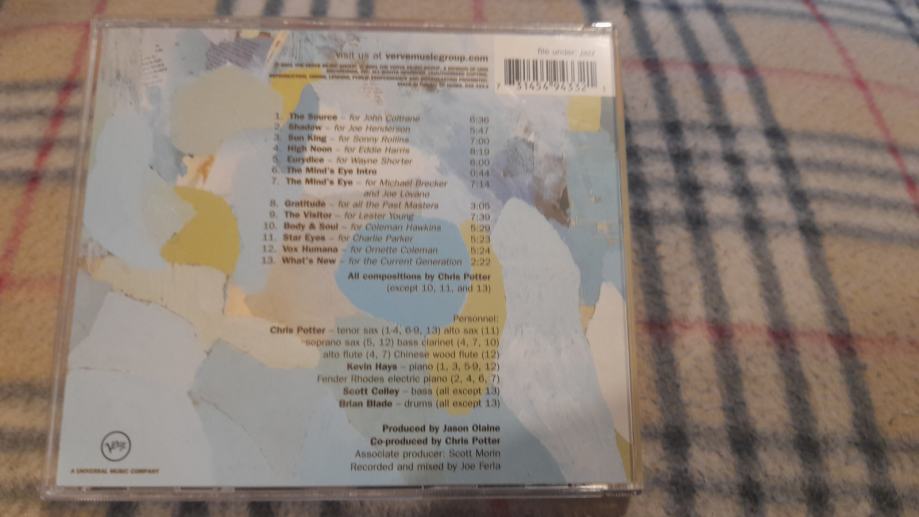 visit us at vervemusicgroup.com
file under: jazz
7 31454 94332 1
1. The Source – for John Coltrane 6:36
2. Shadow – for Joe Henderson 5:47
3. Sun King – for Sonny Rollins 7:00
4. High Noon – for Eddie Harris 6:19
5. Eurydice – for Wayne Shorter 6:00
6. The Mind's Eye Intro 0:44
7. The Mind's Eye – for Michael Brecker 7:14
and Joe Lovano
8. Gratitude – for all the Past Masters 3:05
9. The Visitor – for Lester Young 7:39
10. Body & Soul – for Coleman Hawkins 5:29
11. Star Eyes – for Charlie Parker 5:23
12. Vox Humana – for Ornette Coleman 5:24
13. What's New – for the Current Generation 2:22
All compositions by Chris Potter
(except 10, 11, and 13)
Personnel:
Chris Potter – tenor sax (1-4, 6-9, 13) alto sax (11)
soprano sax (5, 12) bass clarinet (4, 7, 10)
alto flute (4, 7) Chinese wood flute (12)
Kevin Hays – piano (1, 3, 5-9, 12)
Fender Rhodes electric piano (2, 4, 6, 7)
Scott Colley – bass (all except 13)
Brian Blade – drums (all except 13)
Produced by Jason Olaine
Co-produced by Chris Potter
Associate producer: Scott Morin
Recorded and mixed by Joe Ferla
Verve
A UNIVERSAL MUSIC COMPANY